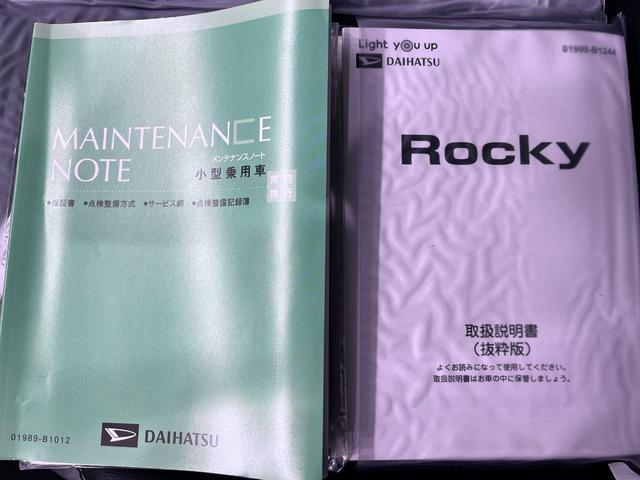 MAINTENANCE
NOTE
メンテナンスノート
小型乗用車
常時
携行
●保証書 ●点検整備方式 ●サービス網 ●点検整備記録簿
01989-B1012
DAIHATSU
Light you up
DAIHATSU
01999-B1244
Rocky
取扱説明書
(抜粋版)
よくお読みになって使用してください。
取扱説明書はお車の中に保管しましょう。